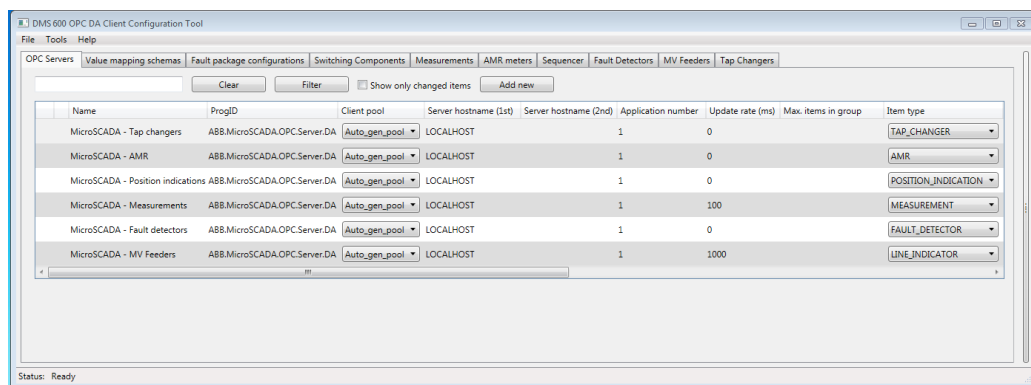 DMS 600 OPC DA Client Configuration Tool
File Tools Help
OPC Servers Value mapping schemas Fault package configurations Switching Components Measurements AMR meters Sequencer Fault Detectors MV Feeders Tap Changers
Clear Filter Show only changed items Add new
Name ProgID Client pool Server hostname (1st) Server hostname (2nd) Application number Update rate (ms) Max. items in group Item type
MicroSCADA - Tap changers ABB.MicroSCADA.OPC.Server.DA Auto_gen_pool LOCALHOST 1 0 TAP_CHANGER
MicroSCADA - AMR ABB.MicroSCADA.OPC.Server.DA Auto_gen_pool LOCALHOST 1 0 AMR
MicroSCADA - Position indications ABB.MicroSCADA.OPC.Server.DA Auto_gen_pool LOCALHOST 1 0 POSITION_INDICATION
MicroSCADA - Measurements ABB.MicroSCADA.OPC.Server.DA Auto_gen_pool LOCALHOST 1 100 MEASUREMENT
MicroSCADA - Fault detectors ABB.MicroSCADA.OPC.Server.DA Auto_gen_pool LOCALHOST 1 0 FAULT_DETECTOR
MicroSCADA - MV Feeders ABB.MicroSCADA.OPC.Server.DA Auto_gen_pool LOCALHOST 1 1000 LINE_INDICATOR
Status: Ready